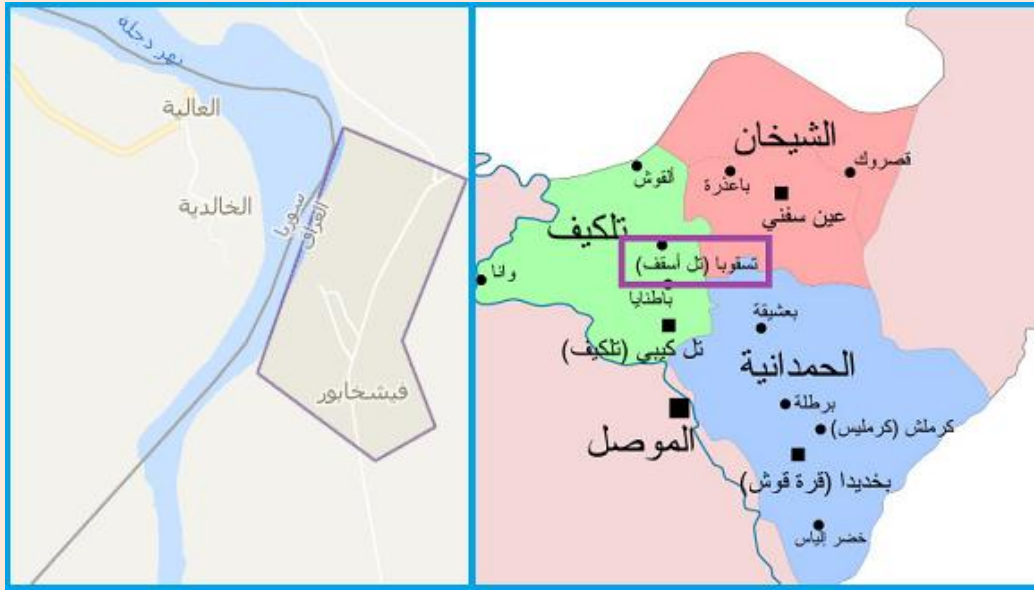 نهر دجلة
العالية
الخالدية
سوريا
العراق
فيشخابور
الشيخان
قصروك
باعذرة
عين سفني
ألقوش
تلكيف
تسقوبا (تل أسقف)
وانا
باطنايا
تل كيبي (تلكيف)
بعشيقة
الحمدانية
برطلة
كرملش (كرمليس)
الموصل
بخديدا (قرة قوش)
خضر إلياس